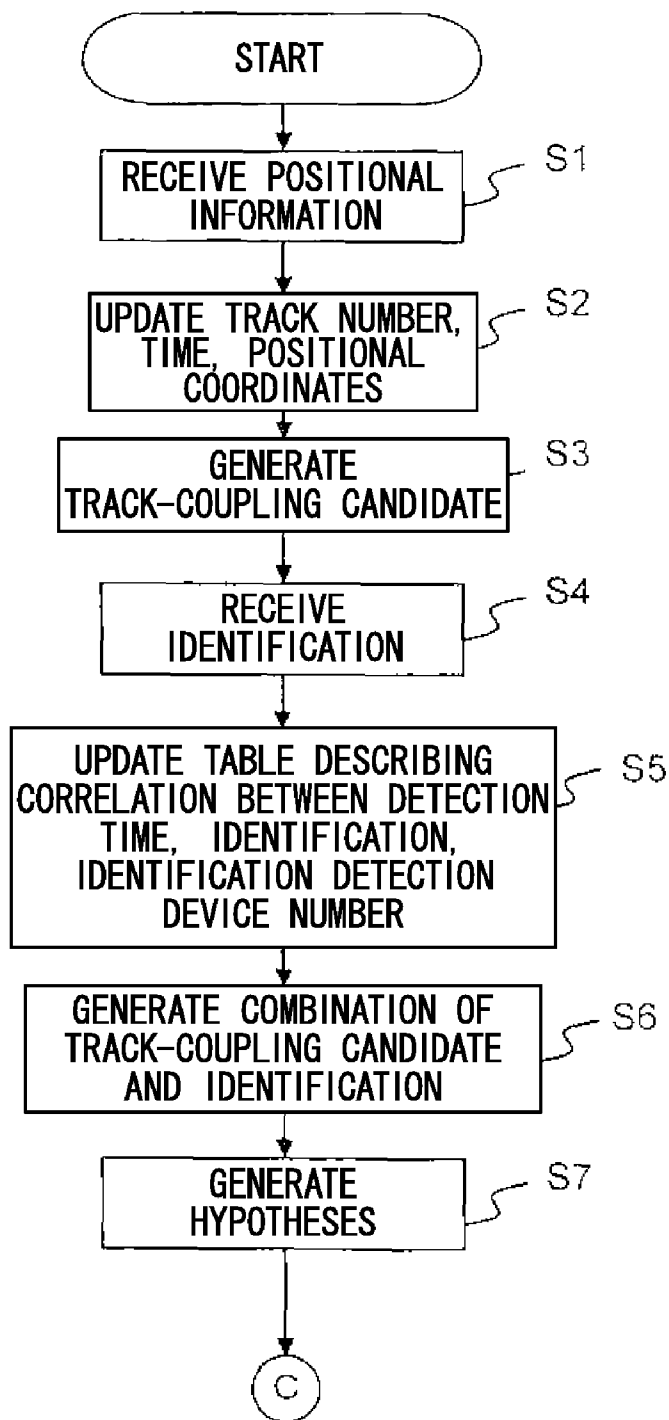 START
S1
RECEIVE POSITIONAL
INFORMATION
S2
UPDATE TRACK NUMBER,
TIME, POSITIONAL
COORDINATES
S3
GENERATE
TRACK-COUPLING CANDIDATE
S4
RECEIVE
IDENTIFICATION
S5
UPDATE TABLE DESCRIBING
CORRELATION BETWEEN DETECTION
TIME, IDENTIFICATION,
IDENTIFICATION DETECTION
DEVICE NUMBER
S6
GENERATE COMBINATION OF
TRACK-COUPLING CANDIDATE
AND IDENTIFICATION
S7
GENERATE
HYPOTHESES
C